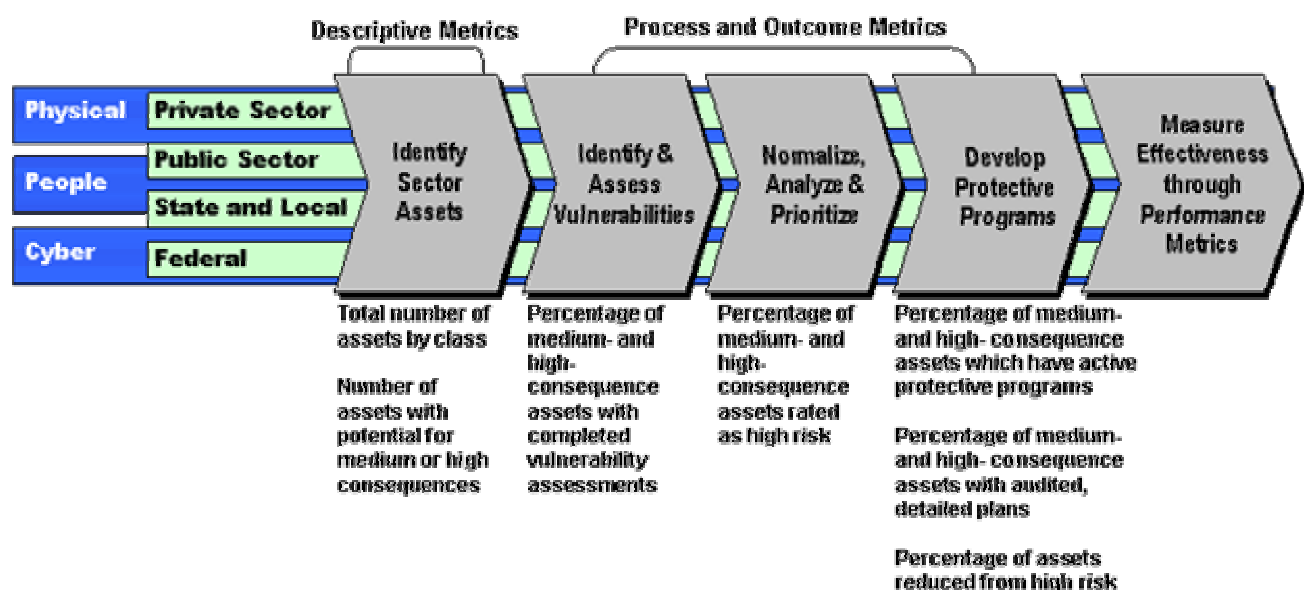 Descriptive Metrics
Process and Outcome Metrics
Physical
People
Cyber
Private Sector
Public Sector
State and Local
Federal
Identify
Sector
Assets
Identify &
Assess
Vulnerabilities
Normalize,
Analyze &
Prioritize
Develop
Protective
Programs
Measure
Effectiveness
through
Performance
Metrics
Total number of
assets by class
Number of
assets with
potential for
medium or high
consequences
Percentage of
medium- and
high-
consequence
assets with
completed
vulnerability
assessments
Percentage of
medium- and
high-
consequence
assets rated
as high risk
Percentage of medium-
and high- consequence
assets which have active
protective programs
Percentage of medium-
and high- consequence
assets with audited,
detailed plans
Percentage of assets
reduced from high risk